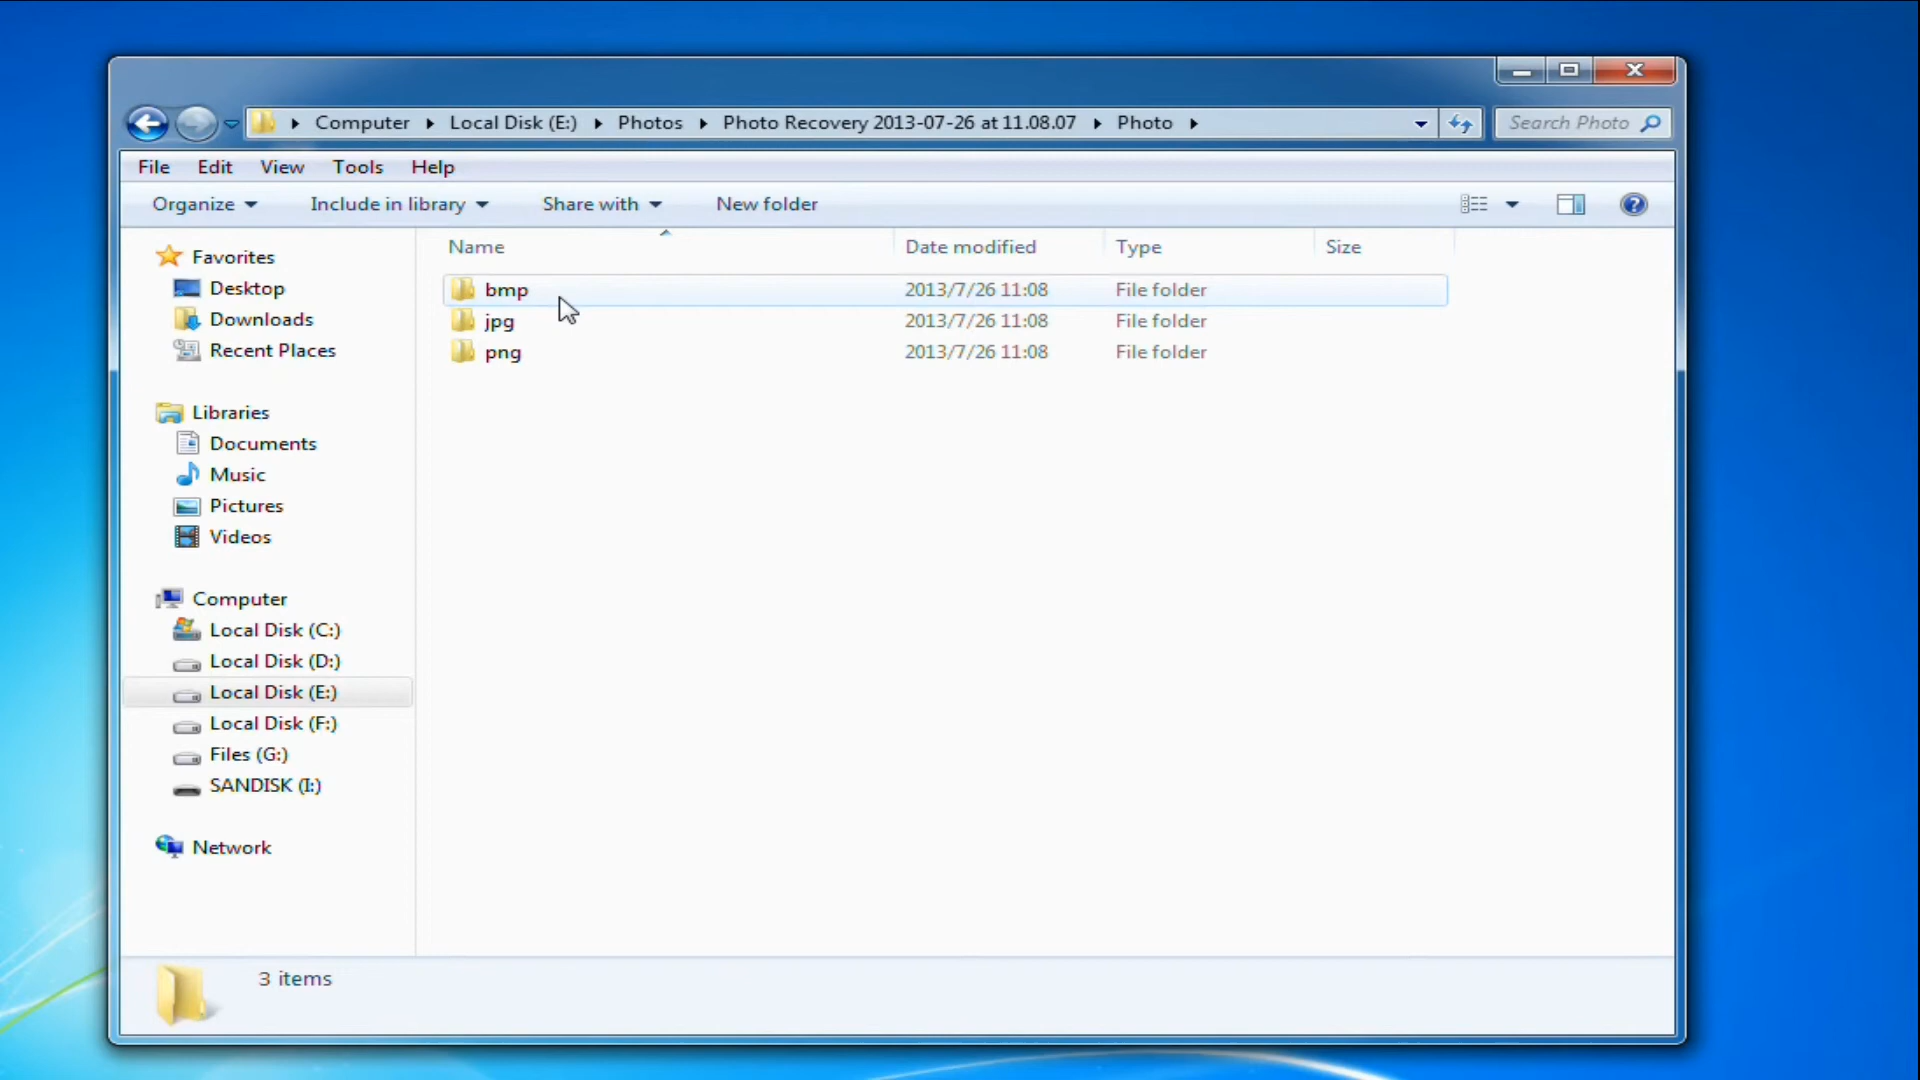 Computer Local Disk (E:) Photos Photo Recovery 2013-07-26 at 11.08.07 Photo Search Photo
File Edit View Tools Help
Organize Include in library Share with New folder
Favorites
Desktop
Downloads
Recent Places
Libraries
Documents
Music
Pictures
Videos
Computer
Local Disk (C:)
Local Disk (D:)
Local Disk (E:)
Local Disk (F:)
Files (G:)
SANDISK (I:)
Network
Name Date modified Type Size
bmp 2013/7/26 11:08 File folder
jpg 2013/7/26 11:08 File folder
png 2013/7/26 11:08 File folder
3 items